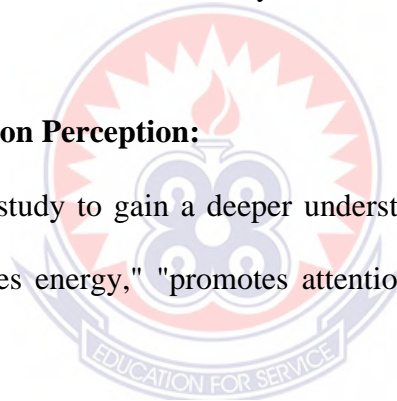 on Perception:
study to gain a deeper underst
es energy," "promotes attentio
EDUCATION FOR SERVICE